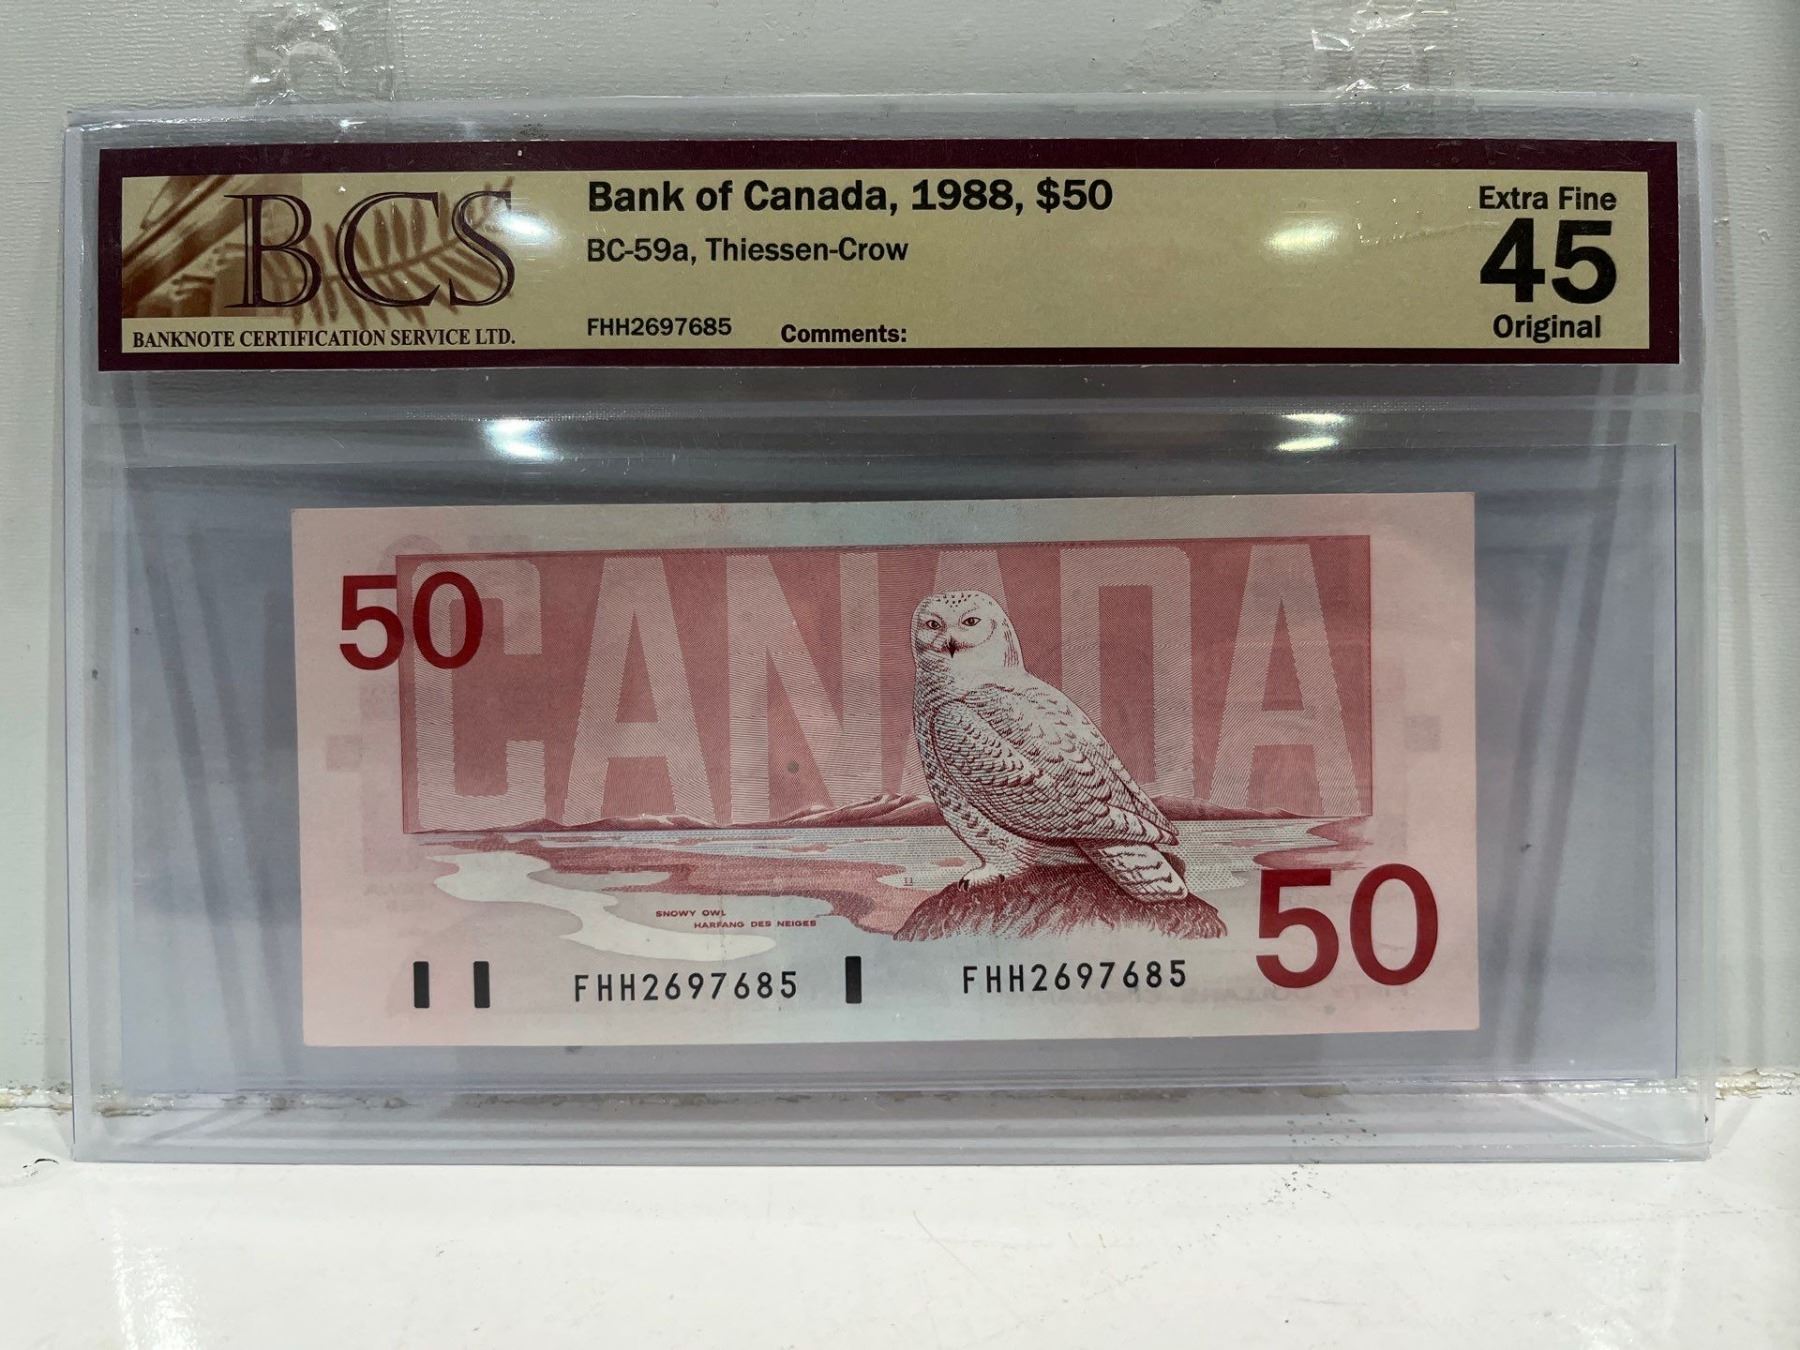 BCS
BANKNOTE CERTIFICATION SERVICE LTD.
Bank of Canada, 1988, $50
BC-59a, Thiessen-Crow
FHH2697685 Comments:
Extra Fine
45
Original
50
CANADA
SNOWY OWL
HARFANG DES NEIGES
FHH2697685 FHH2697685
50